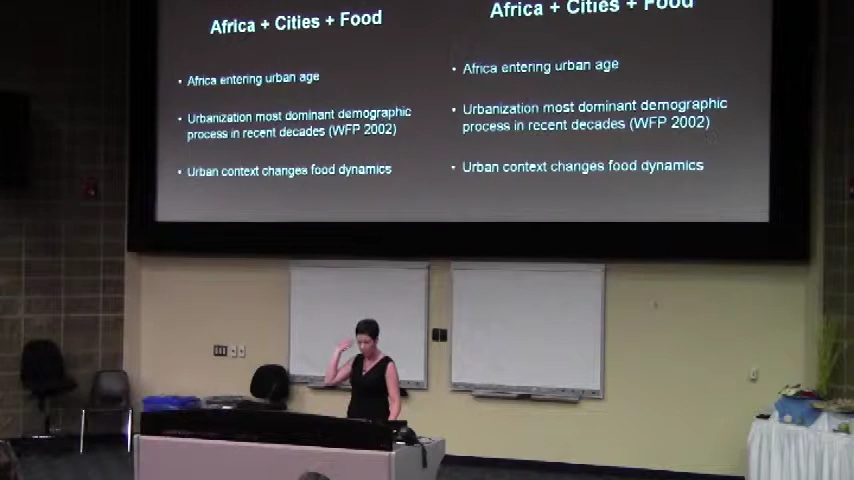 Africa + Cities + Food
• Africa entering urban age
• Urbanization most dominant demographic
process in recent decades (WFP 2002)
• Urban context changes food dynamics
Africa + Cities + Food
• Africa entering urban age
• Urbanization most dominant demographic
process in recent decades (WFP 2002)
• Urban context changes food dynamics